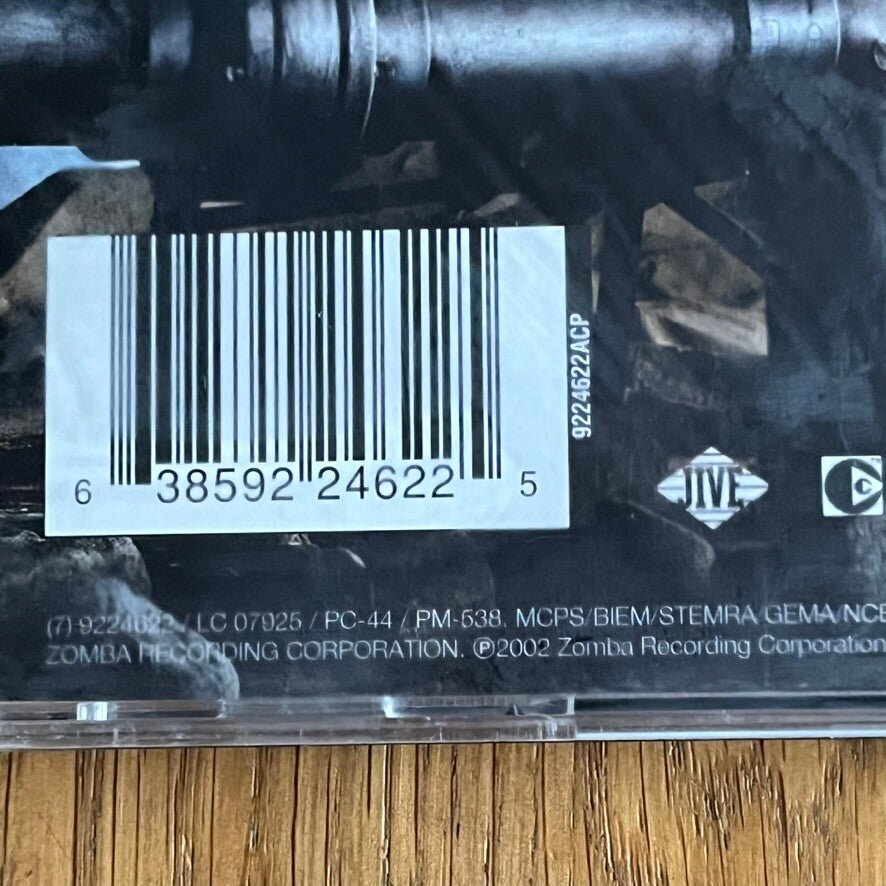 9224622ACP
6 38592 24622 5
JIVE
C
(7) 9224622 / LC 07925 / PC-44 / PM-538. MCPS/BIEM/STEMRA GEMA/NCB
ZOMBA RECORDING CORPORATION. ℗2002 Zomba Recording Corporation